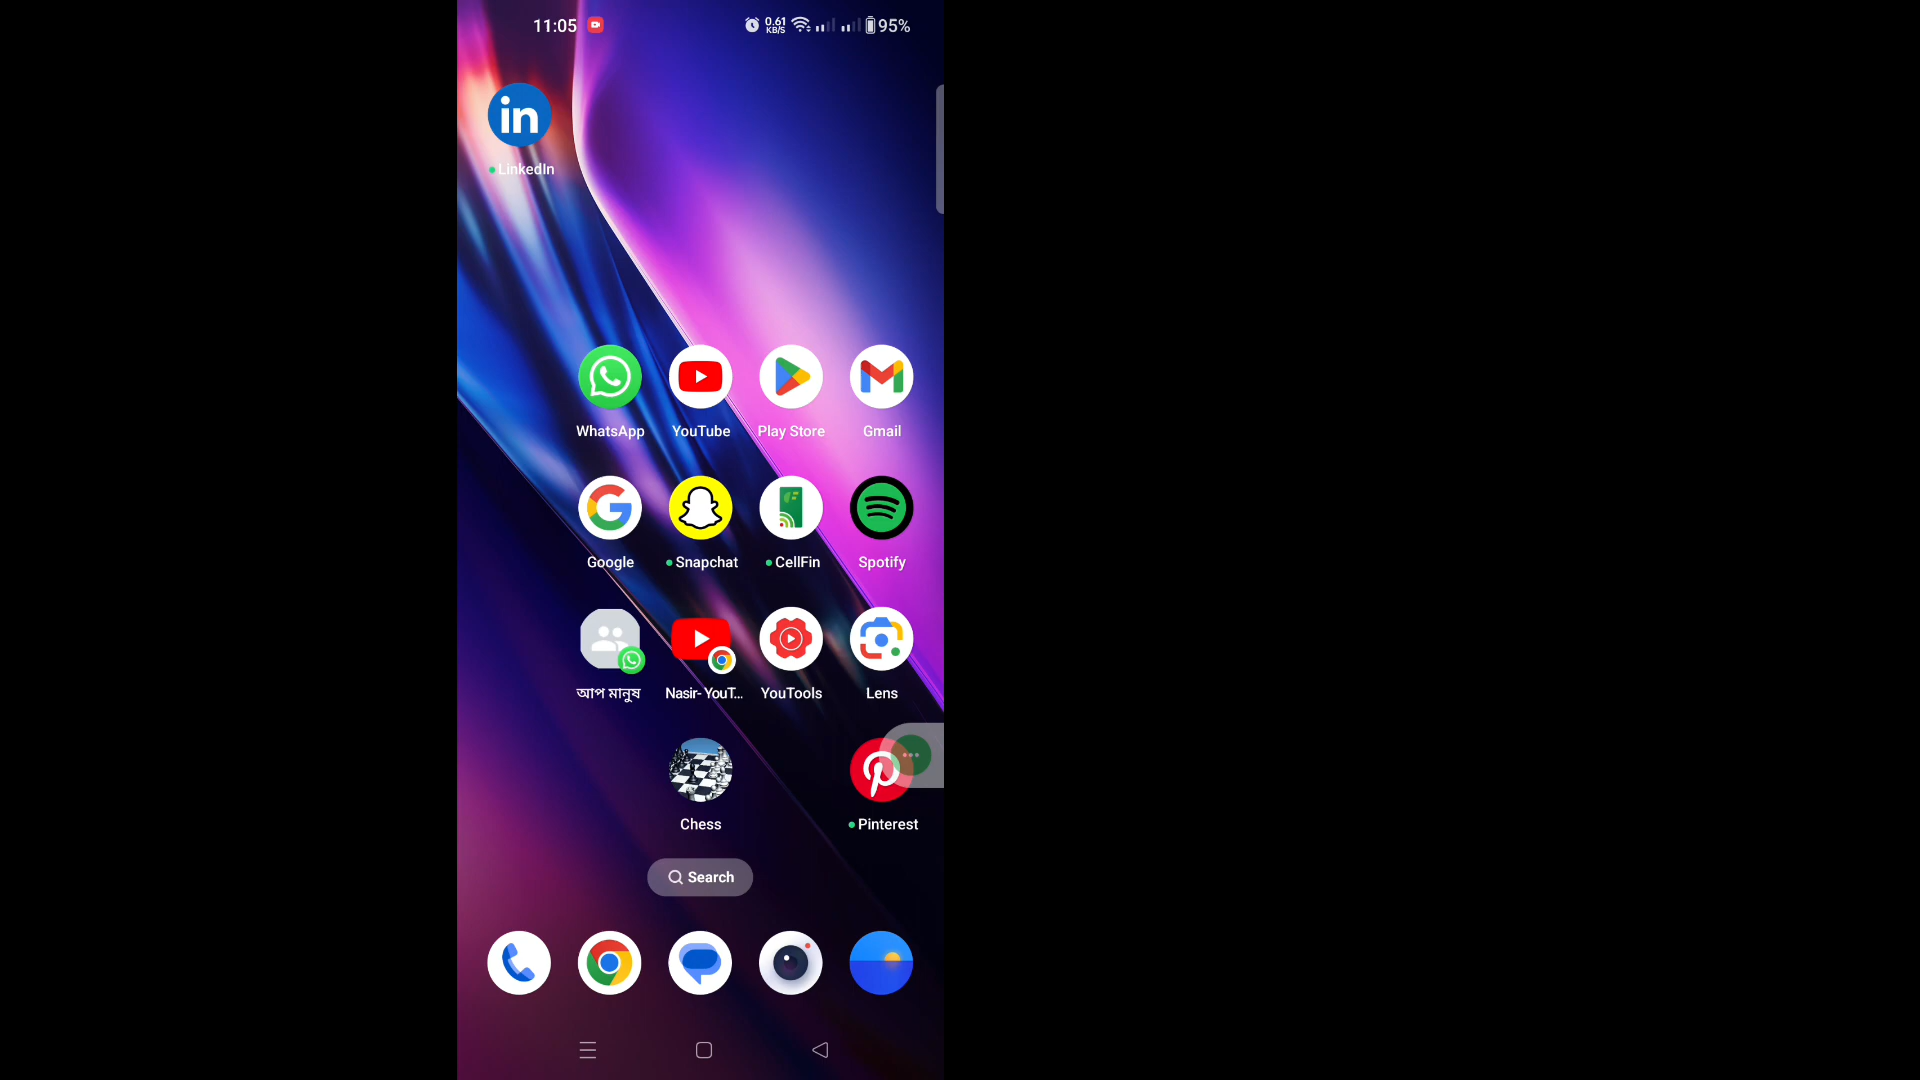 11:05 0.61 KB/S 95%
in
LinkedIn
WhatsApp YouTube Play Store Gmail
Google Snapchat CellFin Spotify
আপ মানুষ Nasir- YouT... YouTools Lens
Chess Pinterest
Search